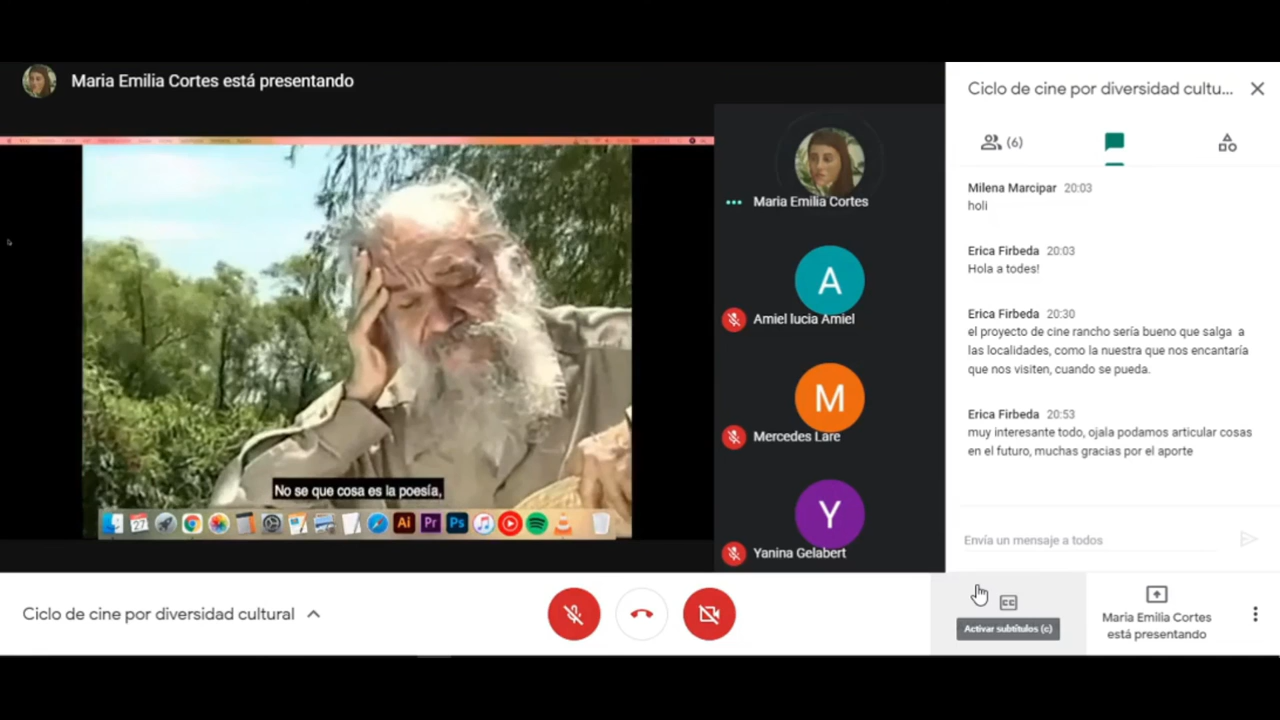 Maria Emilia Cortes está presentando
No se que cosa es la poesía,
27
Ai
Pr
Ps
Maria Emilia Cortes
A
Amiel lucia Amiel
M
Mercedes Lare
Y
Yanina Gelabert
Ciclo de cine por diversidad cultu...
(6)
Milena Marcipar 20:03
holi
Erica Firbeda 20:03
Hola a todes!
Erica Firbeda 20:30
el proyecto de cine rancho sería bueno que salga a
las localidades, como la nuestra que nos encantaría
que nos visiten, cuando se pueda.
Erica Firbeda 20:53
muy interesante todo, ojala podamos articular cosas
en el futuro, muchas gracias por el aporte
Envía un mensaje a todos
Ciclo de cine por diversidad cultural
CC
Activar subtítulos (c)
Maria Emilia Cortes
está presentando